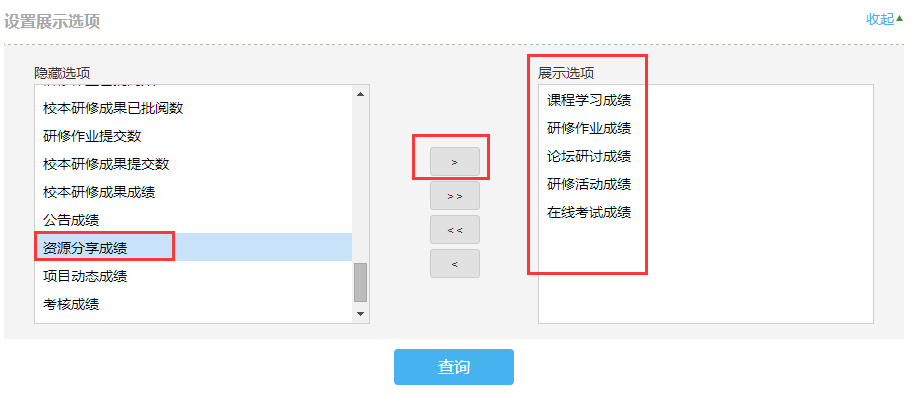 设置展示选项
收起
隐藏选项
校本研修成果已批阅数
研修作业提交数
校本研修成果提交数
校本研修成果成绩
公告成绩
资源分享成绩
项目动态成绩
考核成绩
>
>>
<<
<
展示选项
课程学习成绩
研修作业成绩
论坛研讨成绩
研修活动成绩
在线考试成绩
查询